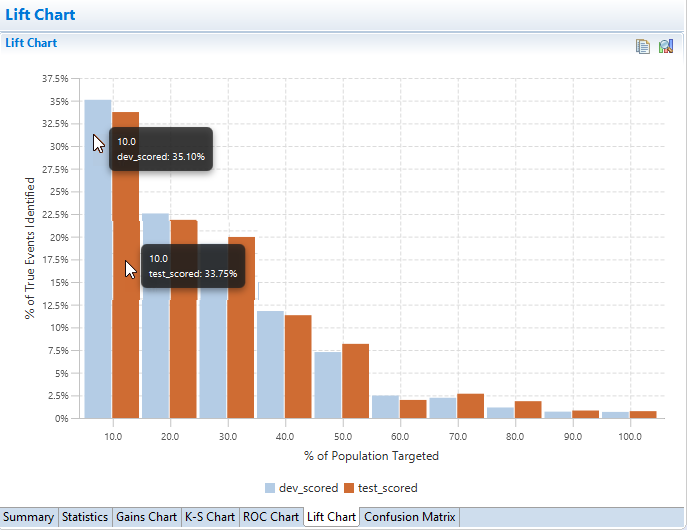 Lift Chart
Lift Chart
37.5%
35%
32.5%
30%
27.5%
25%
22.5%
20%
17.5%
15%
12.5%
10%
7.5%
5%
2.5%
0%
% of True Events Identified
10.0
dev_scored: 35.10%
10.0
test_scored: 33.75%
10.0 20.0 30.0 40.0 50.0 60.0 70.0 80.0 90.0 100.0
% of Population Targeted
dev_scored test_scored
Summary Statistics Gains Chart K-S Chart ROC Chart Lift Chart Confusion Matrix